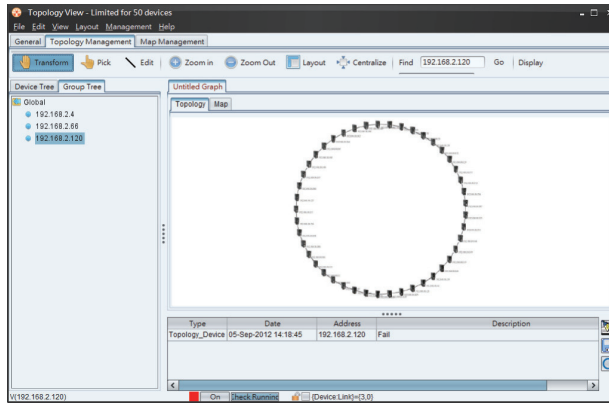 Topology View - Limited for 50 devices
File Edit View Layout Management Help
General Topology Management Map Management
Transform Pick Edit Zoom in Zoom Out Layout Centralize Find 192.168.2.120 Go Display
Device Tree Group Tree
Untitled Graph
Global
192.168.2.4
192.168.2.66
192.168.2.120
Topology Map
Type Date Address Description
Topology_Device 05-Sep-2012 14:18:45 192.168.2.120 Fail
V(192.168.2.120) On Check Running {Device:Link}={3,0}